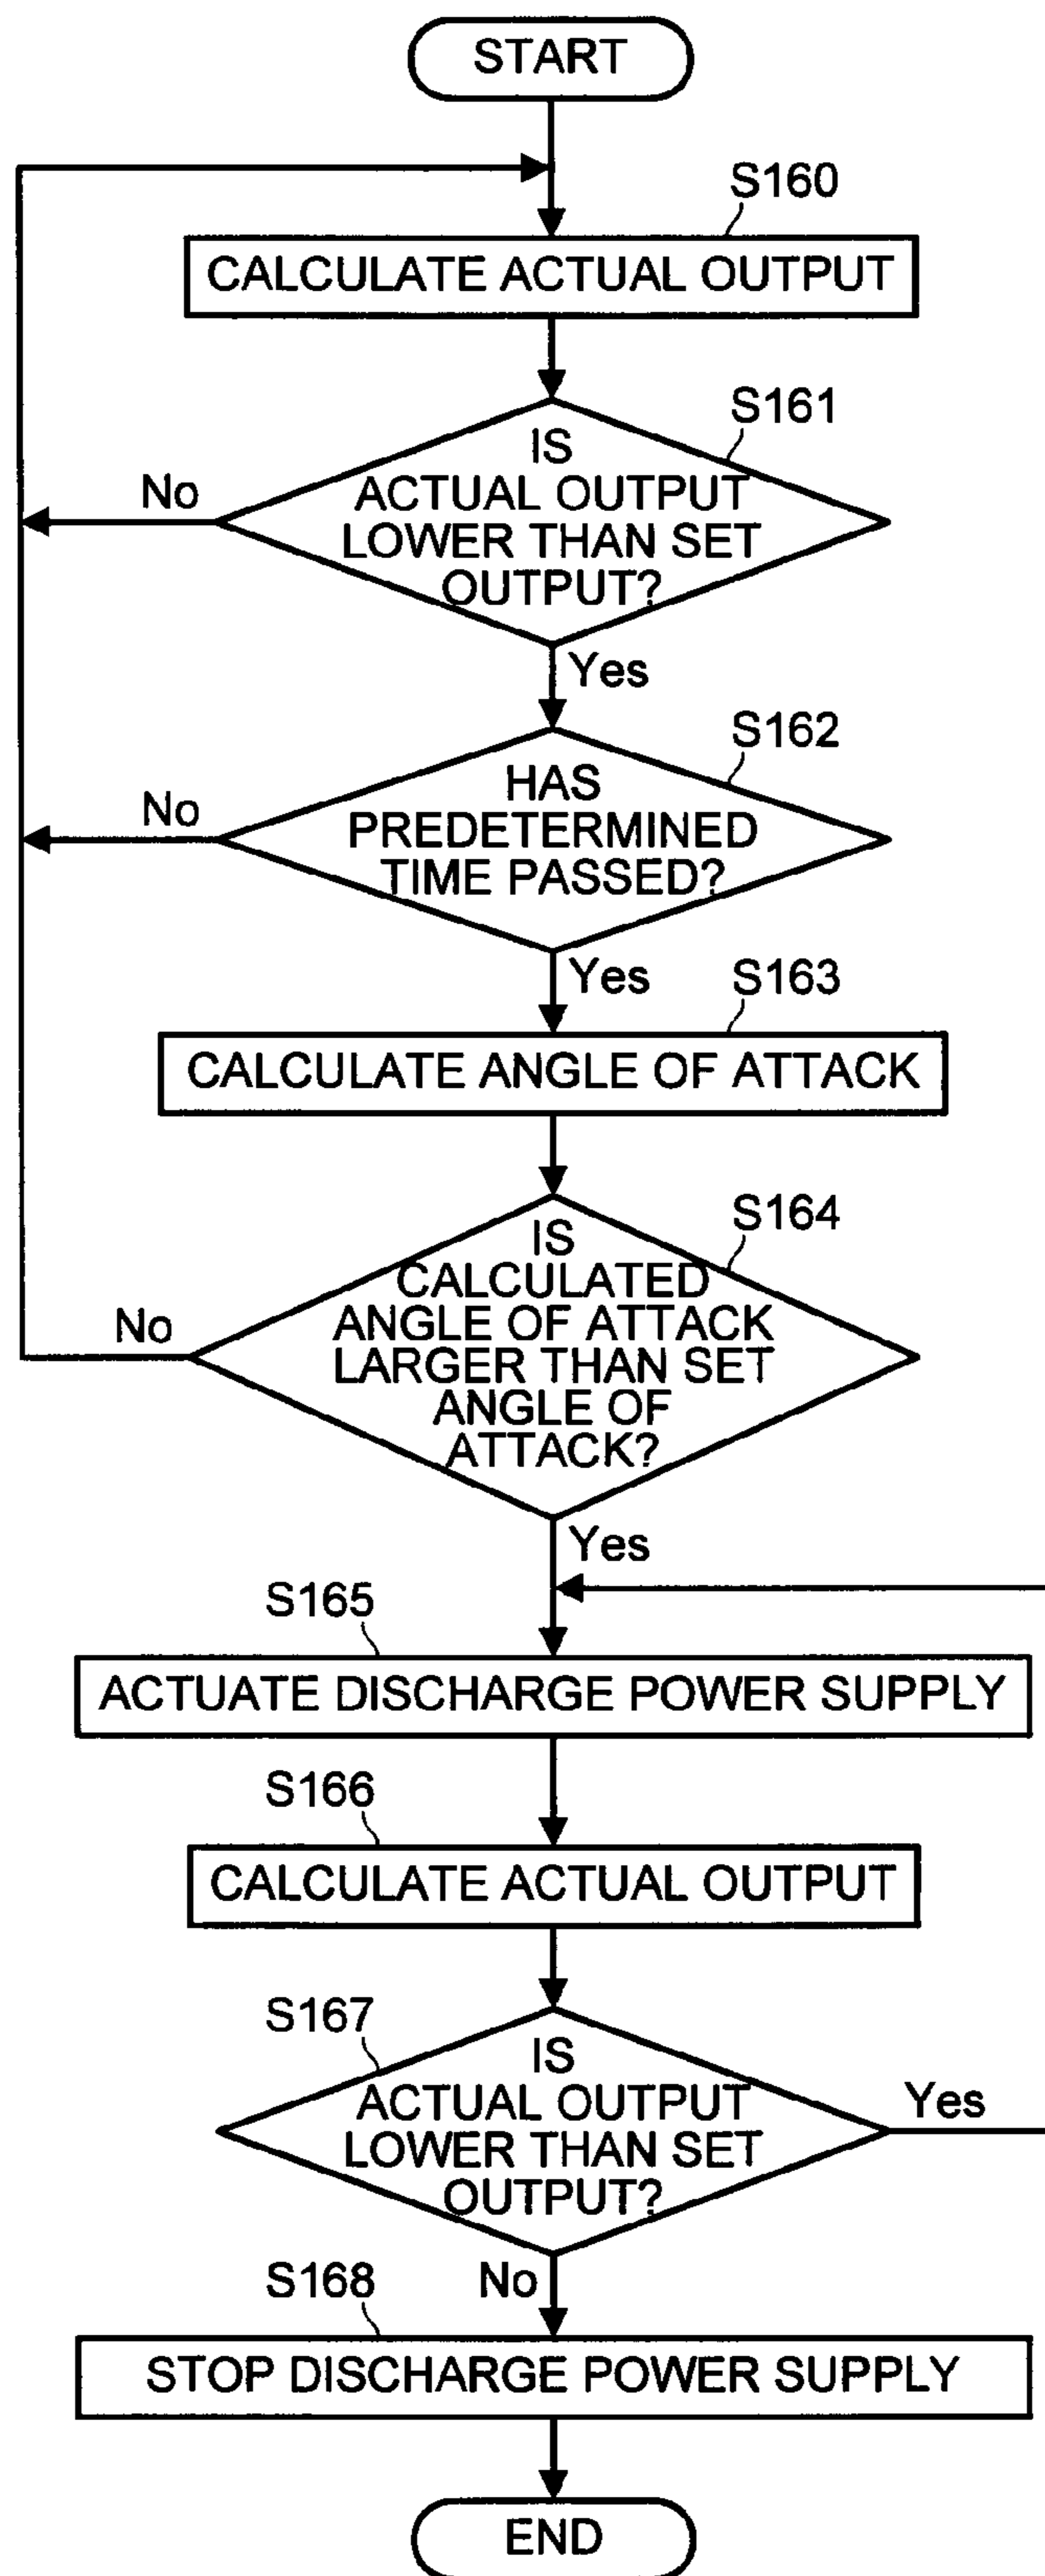 START
S160
CALCULATE ACTUAL OUTPUT
S161
IS
ACTUAL OUTPUT
LOWER THAN SET
OUTPUT?
No
Yes
S162
HAS
PREDETERMINED
TIME PASSED?
No
Yes
S163
CALCULATE ANGLE OF ATTACK
S164
IS
CALCULATED
ANGLE OF ATTACK
LARGER THAN SET
ANGLE OF
ATTACK?
No
Yes
S165
ACTUATE DISCHARGE POWER SUPPLY
S166
CALCULATE ACTUAL OUTPUT
S167
IS
ACTUAL OUTPUT
LOWER THAN SET
OUTPUT?
Yes
No
S168
STOP DISCHARGE POWER SUPPLY
END